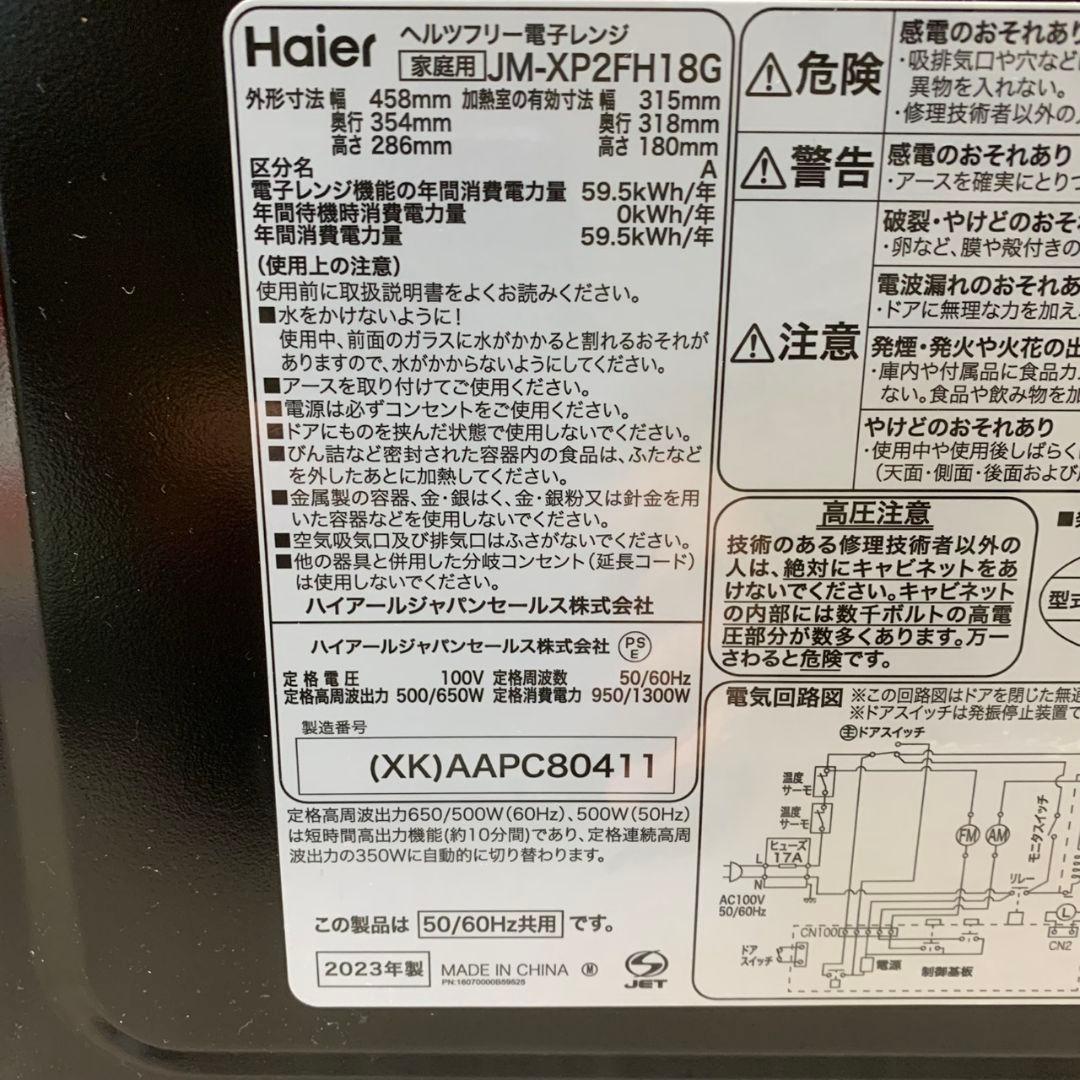 Haier ヘルツフリー電子レンジ
家庭用 JM-XP2FH18G
外形寸法 幅 458mm 加熱室の有効寸法 幅 315mm
奥行 354mm 奥行 318mm
高さ 286mm 高さ 180mm
区分名 A
電子レンジ機能の年間消費電力量 59.5kWh/年
年間待機時消費電力量 0kWh/年
年間消費電力量 59.5kWh/年
(使用上の注意)
使用前に取扱説明書をよくお読みください。
■水をかけないように!
使用中、前面のガラスに水がかかると割れるおそれが
ありますので、水がかからないようにしてください。
■アースを取り付けてご使用ください。
■電源は必ずコンセントをご使用ください。
■ドアにものを挟んだ状態で使用しないでください。
■びん詰など密封された容器内の食品は、ふたなど
を外したあとに加熱してください。
■金属製の容器、金・銀はく、金・銀粉又は針金を用
いた容器などを使用しないでください。
■空気吸気口及び排気口はふさがないでください。
■他の器具と併用した分岐コンセント(延長コード)
は使用しないでください。
ハイアールジャパンセールス株式会社
ハイアールジャパンセールス株式会社 PS E
定格電圧 100V 定格周波数 50/60Hz
定格高周波出力 500/650W 定格消費電力 950/1300W
製造番号
(XK)AAPC80411
定格高周波出力650/500W(60Hz)、500W(50Hz)
は短時間高出力機能(約10分間)であり、定格連続高周
波出力の350Wに自動的に切り替わります。
この製品は 50/60Hz共用 です。
2023年製 MADE IN CHINA Ⓜ JET
PN:16070000B59525
危険
感電のおそれあり
・吸排気口や穴など
異物を入れない。
・修理技術者以外の
警告
感電のおそれあり
・アースを確実にとり
注意
破裂・やけどのおそ
・卵など、膜や殻付きの
電波漏れのおそれあ
・ドアに無理な力を加え
発煙・発火や火花の出
・庫内や付属品に食品カ
ない。食品や飲み物を加
やけどのおそれあり
・使用中や使用後しばらく
(天面・側面・後面および
高圧注意
技術のある修理技術者以外の
人は、絶対にキャビネットをあ
けないでください。キャビネット
の内部には数千ボルトの高電
圧部分が数多くあります。万一
さわると危険です。
型式
電気回路図 ※この回路図はドアを閉じた無
※ドアスイッチは発振停止装置で
主ドアスイッチ
温度
サーモ
温度
サーモ
ヒューズ
17A
L
N
AC100V
50/60Hz
FM
AM
モニタスイッチ
リレー
L
CN100
CN2
ドア
スイッチ
電源
制御基板